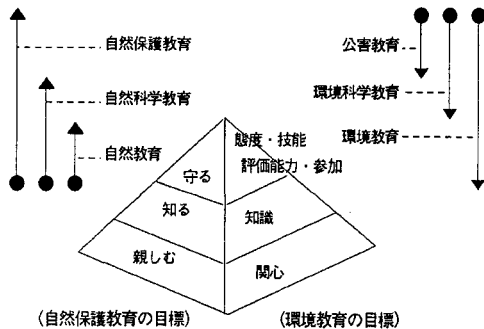 自然保護教育
自然科学教育
自然教育
公害教育
環境科学教育
環境教育
態度・技能
評価能力・参加
守る
知る
知識
親しむ
関心
(自然保護教育の目標)
(環境教育の目標)